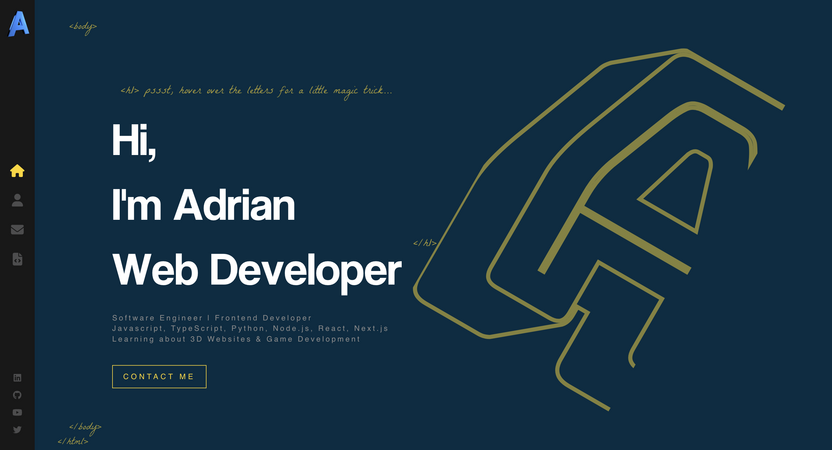 <body>
<h1> pssst, hover over the letters for a little magic trick...
Hi,
I'm Adrian
Web Developer
</h1>
Software Engineer | Frontend Developer
Javascript, TypeScript, Python, Node.js, React, Next.js
Learning about 3D Websites & Game Development
CONTACT ME
</body>
</html>